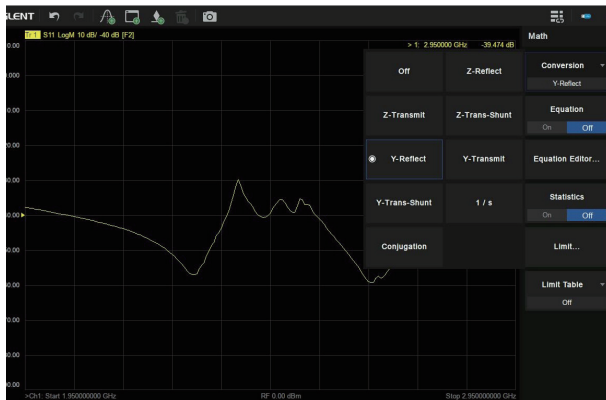 Tr 1 S11 LogM 10 dB/ -40 dB [F2]
> 1: 2.950000 GHz -39.474 dB
Math
Off
Z-Reflect
Conversion
Y-Reflect
Z-Transmit
Z-Trans-Shunt
Equation
On Off
Y-Reflect
Y-Transmit
Equation Editor...
Y-Trans-Shunt
1 / s
Statistics
On Off
Conjugation
Limit...
Limit Table
Off
>Ch1: Start 1.950000000 GHz
RF 0.00 dBm
Stop 2.950000000 GHz